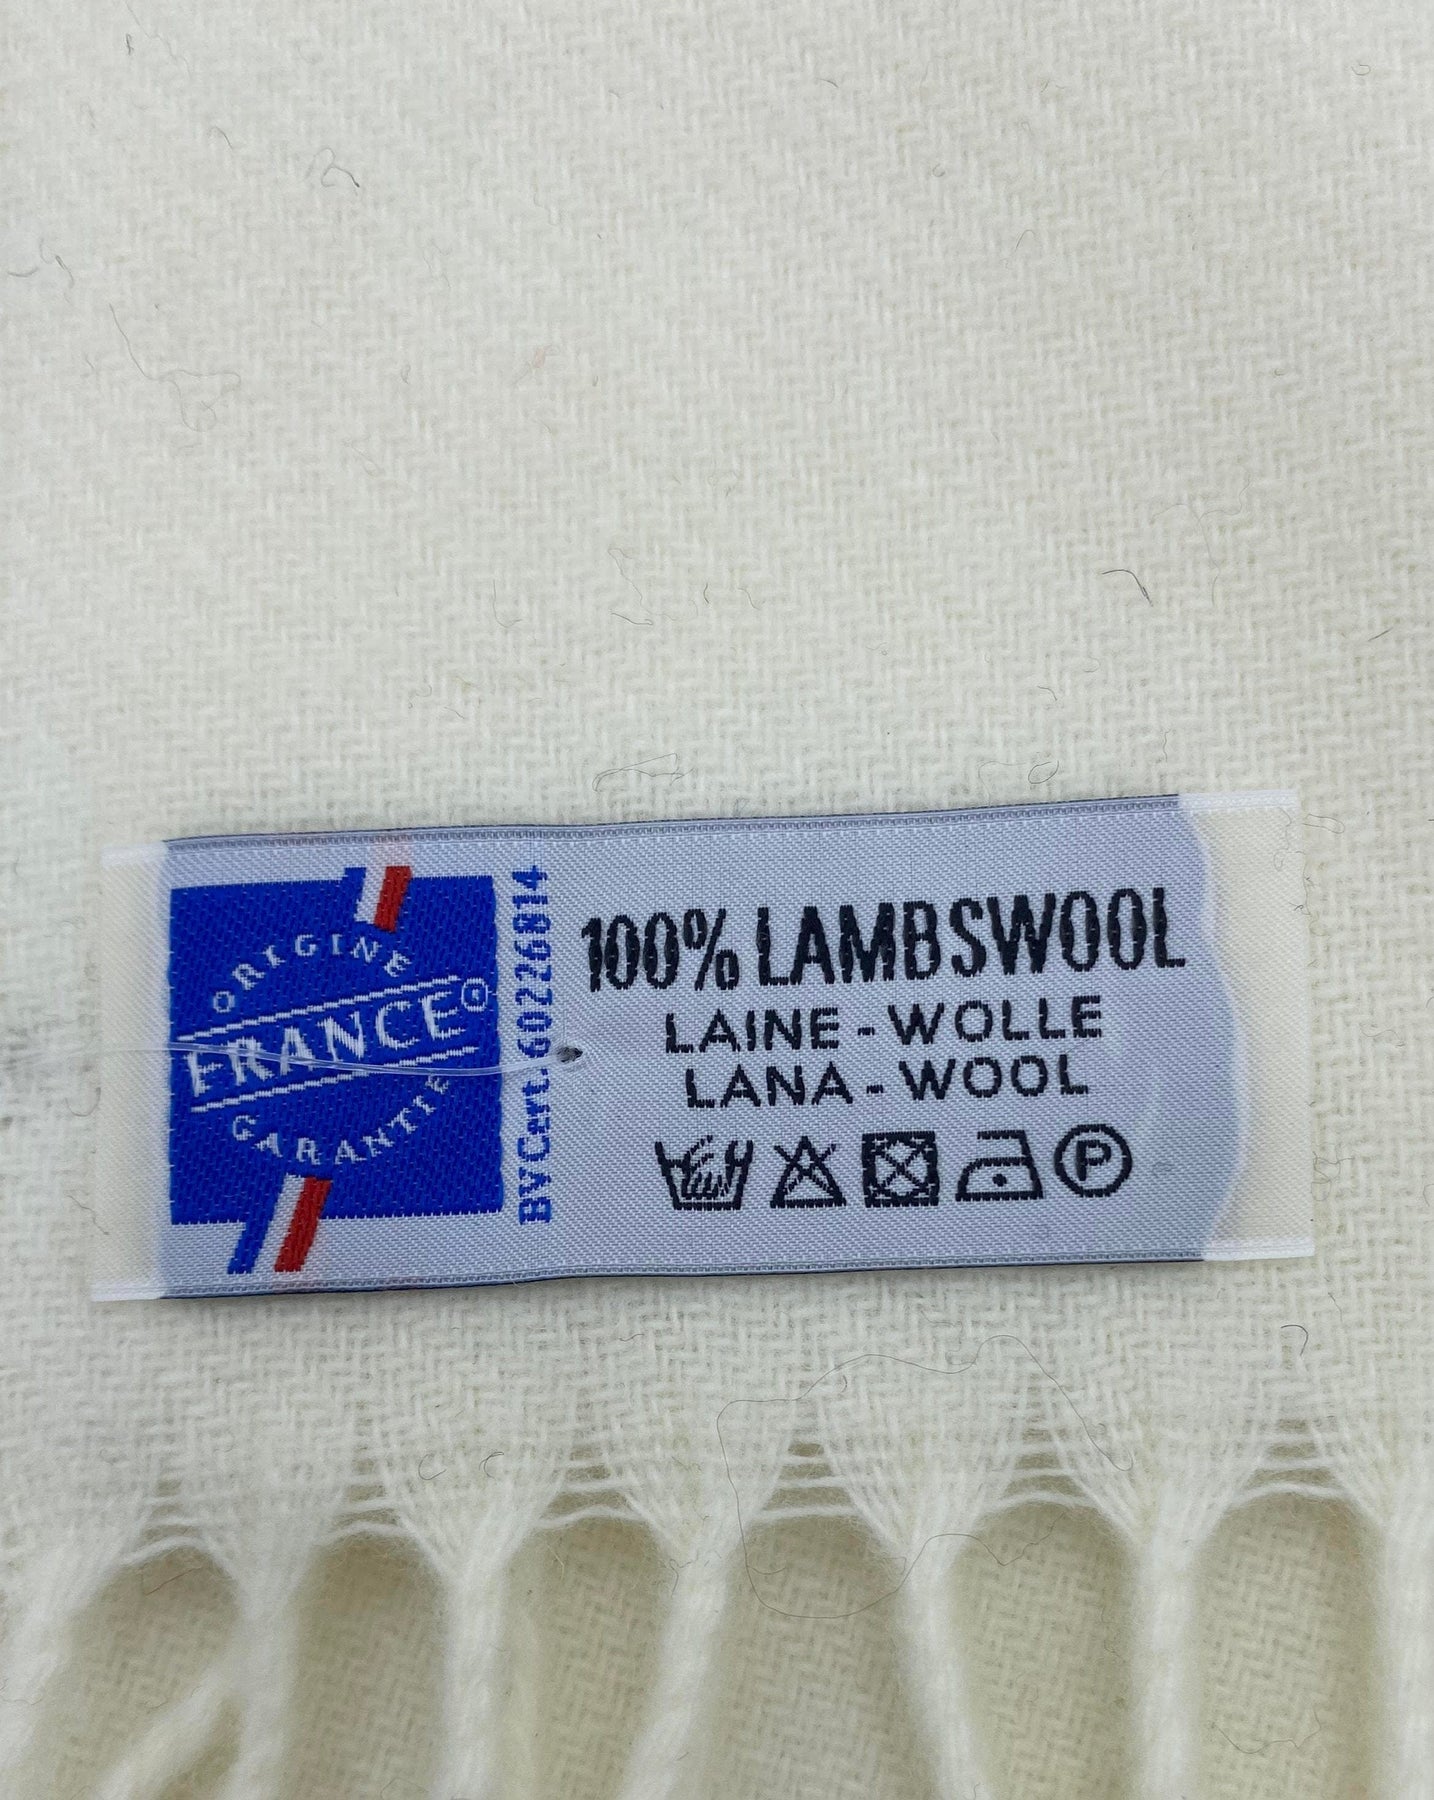 ORIGINE
FRANCE®
GARANTIE
BVCert.60226814
100% LAMBSWOOL
LAINE - WOLLE
LANA - WOOL
P